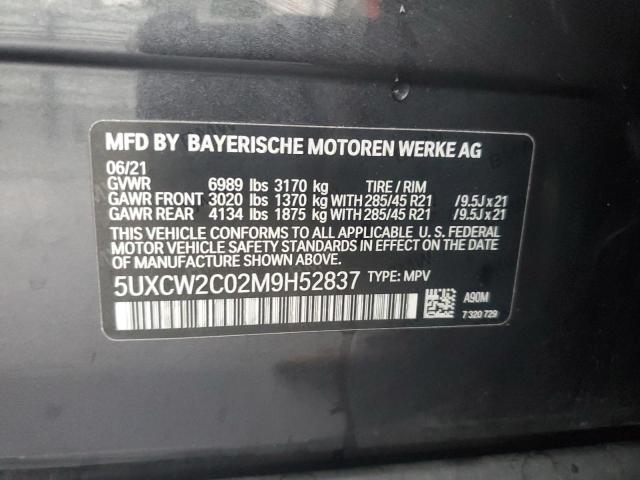 MFD BY BAYERISCHE MOTOREN WERKE AG
06/21
GVWR 6989 lbs 3170 kg TIRE / RIM
GAWR FRONT 3020 lbs 1370 kg WITH 285/45 R21 /9.5J x 21
GAWR REAR 4134 lbs 1875 kg WITH 285/45 R21 /9.5J x 21
THIS VEHICLE CONFORMS TO ALL APPLICABLE U. S. FEDERAL
MOTOR VEHICLE SAFETY STANDARDS IN EFFECT ON THE DATE
OF MANUFACTURE SHOWN ABOVE.
5UXCW2C02M9H52837 TYPE: MPV
A90M
7 320 729